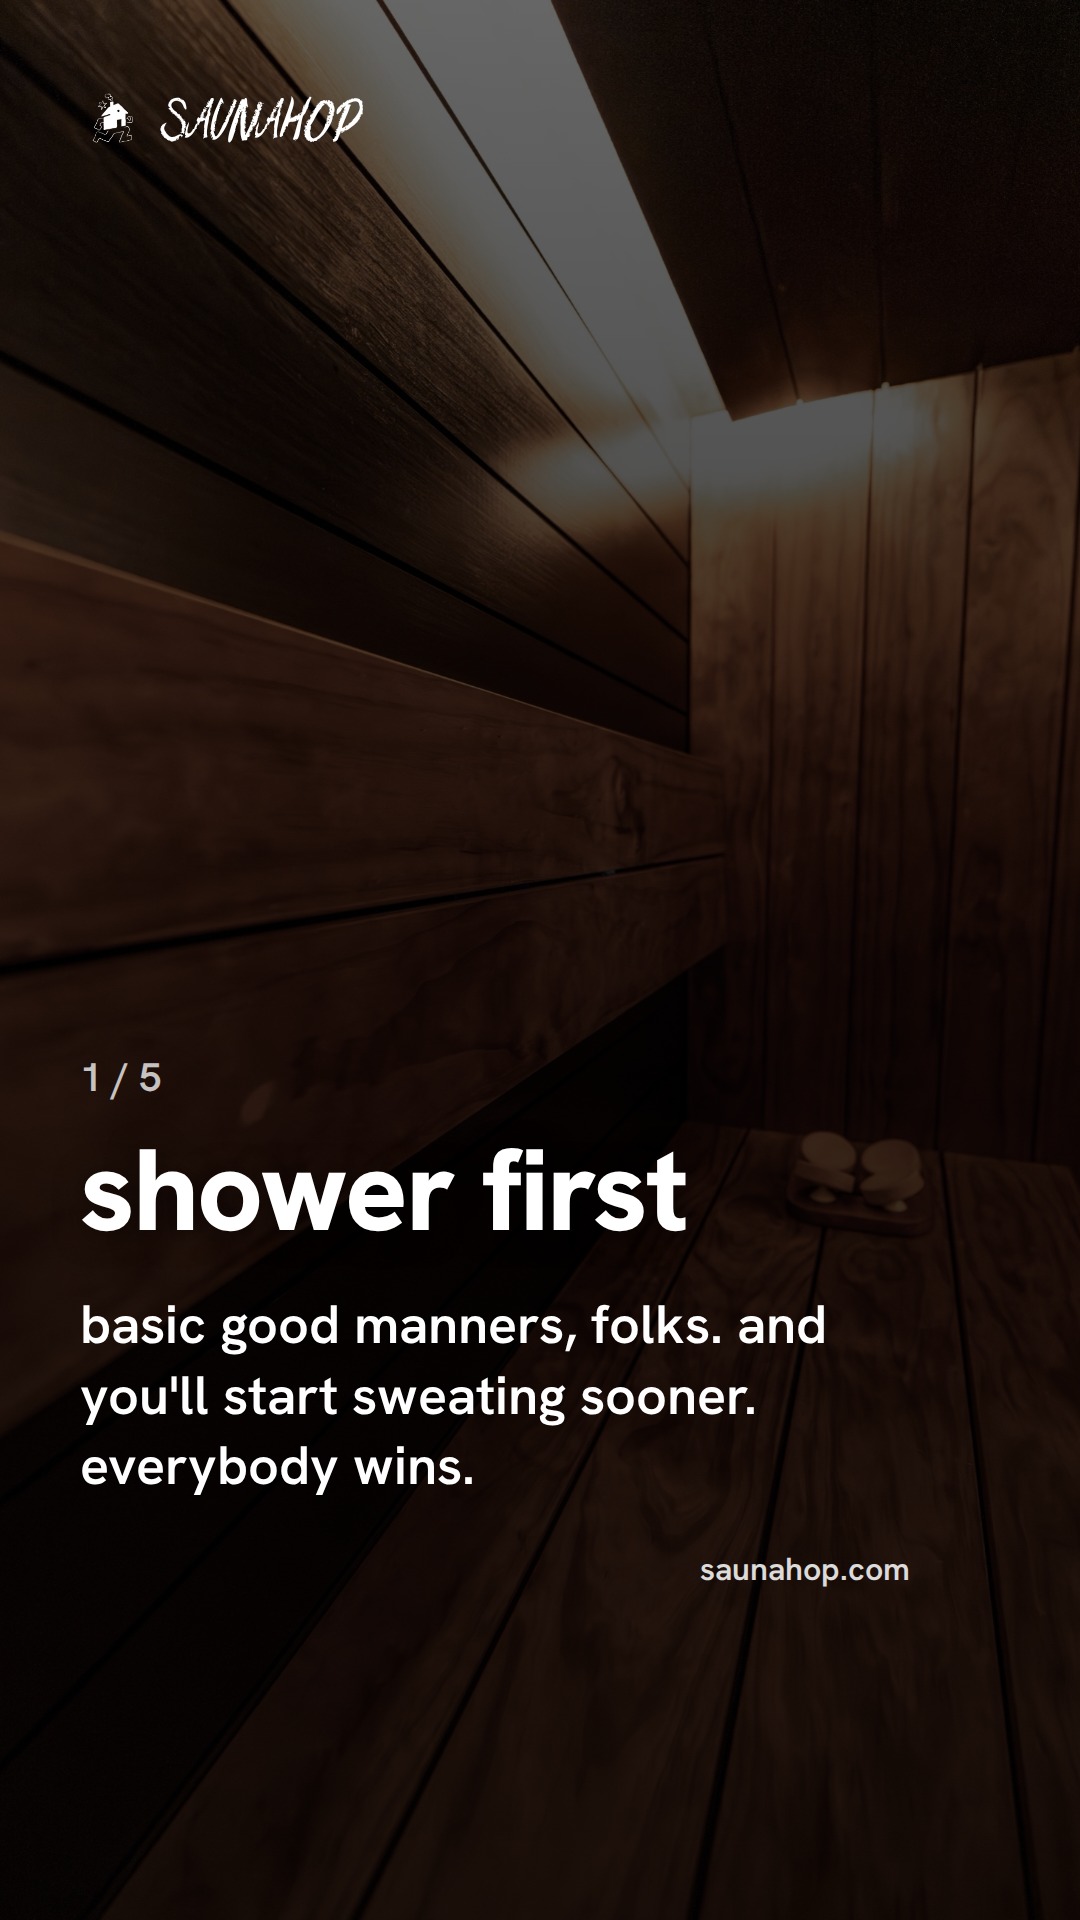 SAUNAHOP
1 / 5
shower first
basic good manners, folks. and
you'll start sweating sooner.
everybody wins.
saunahop.com